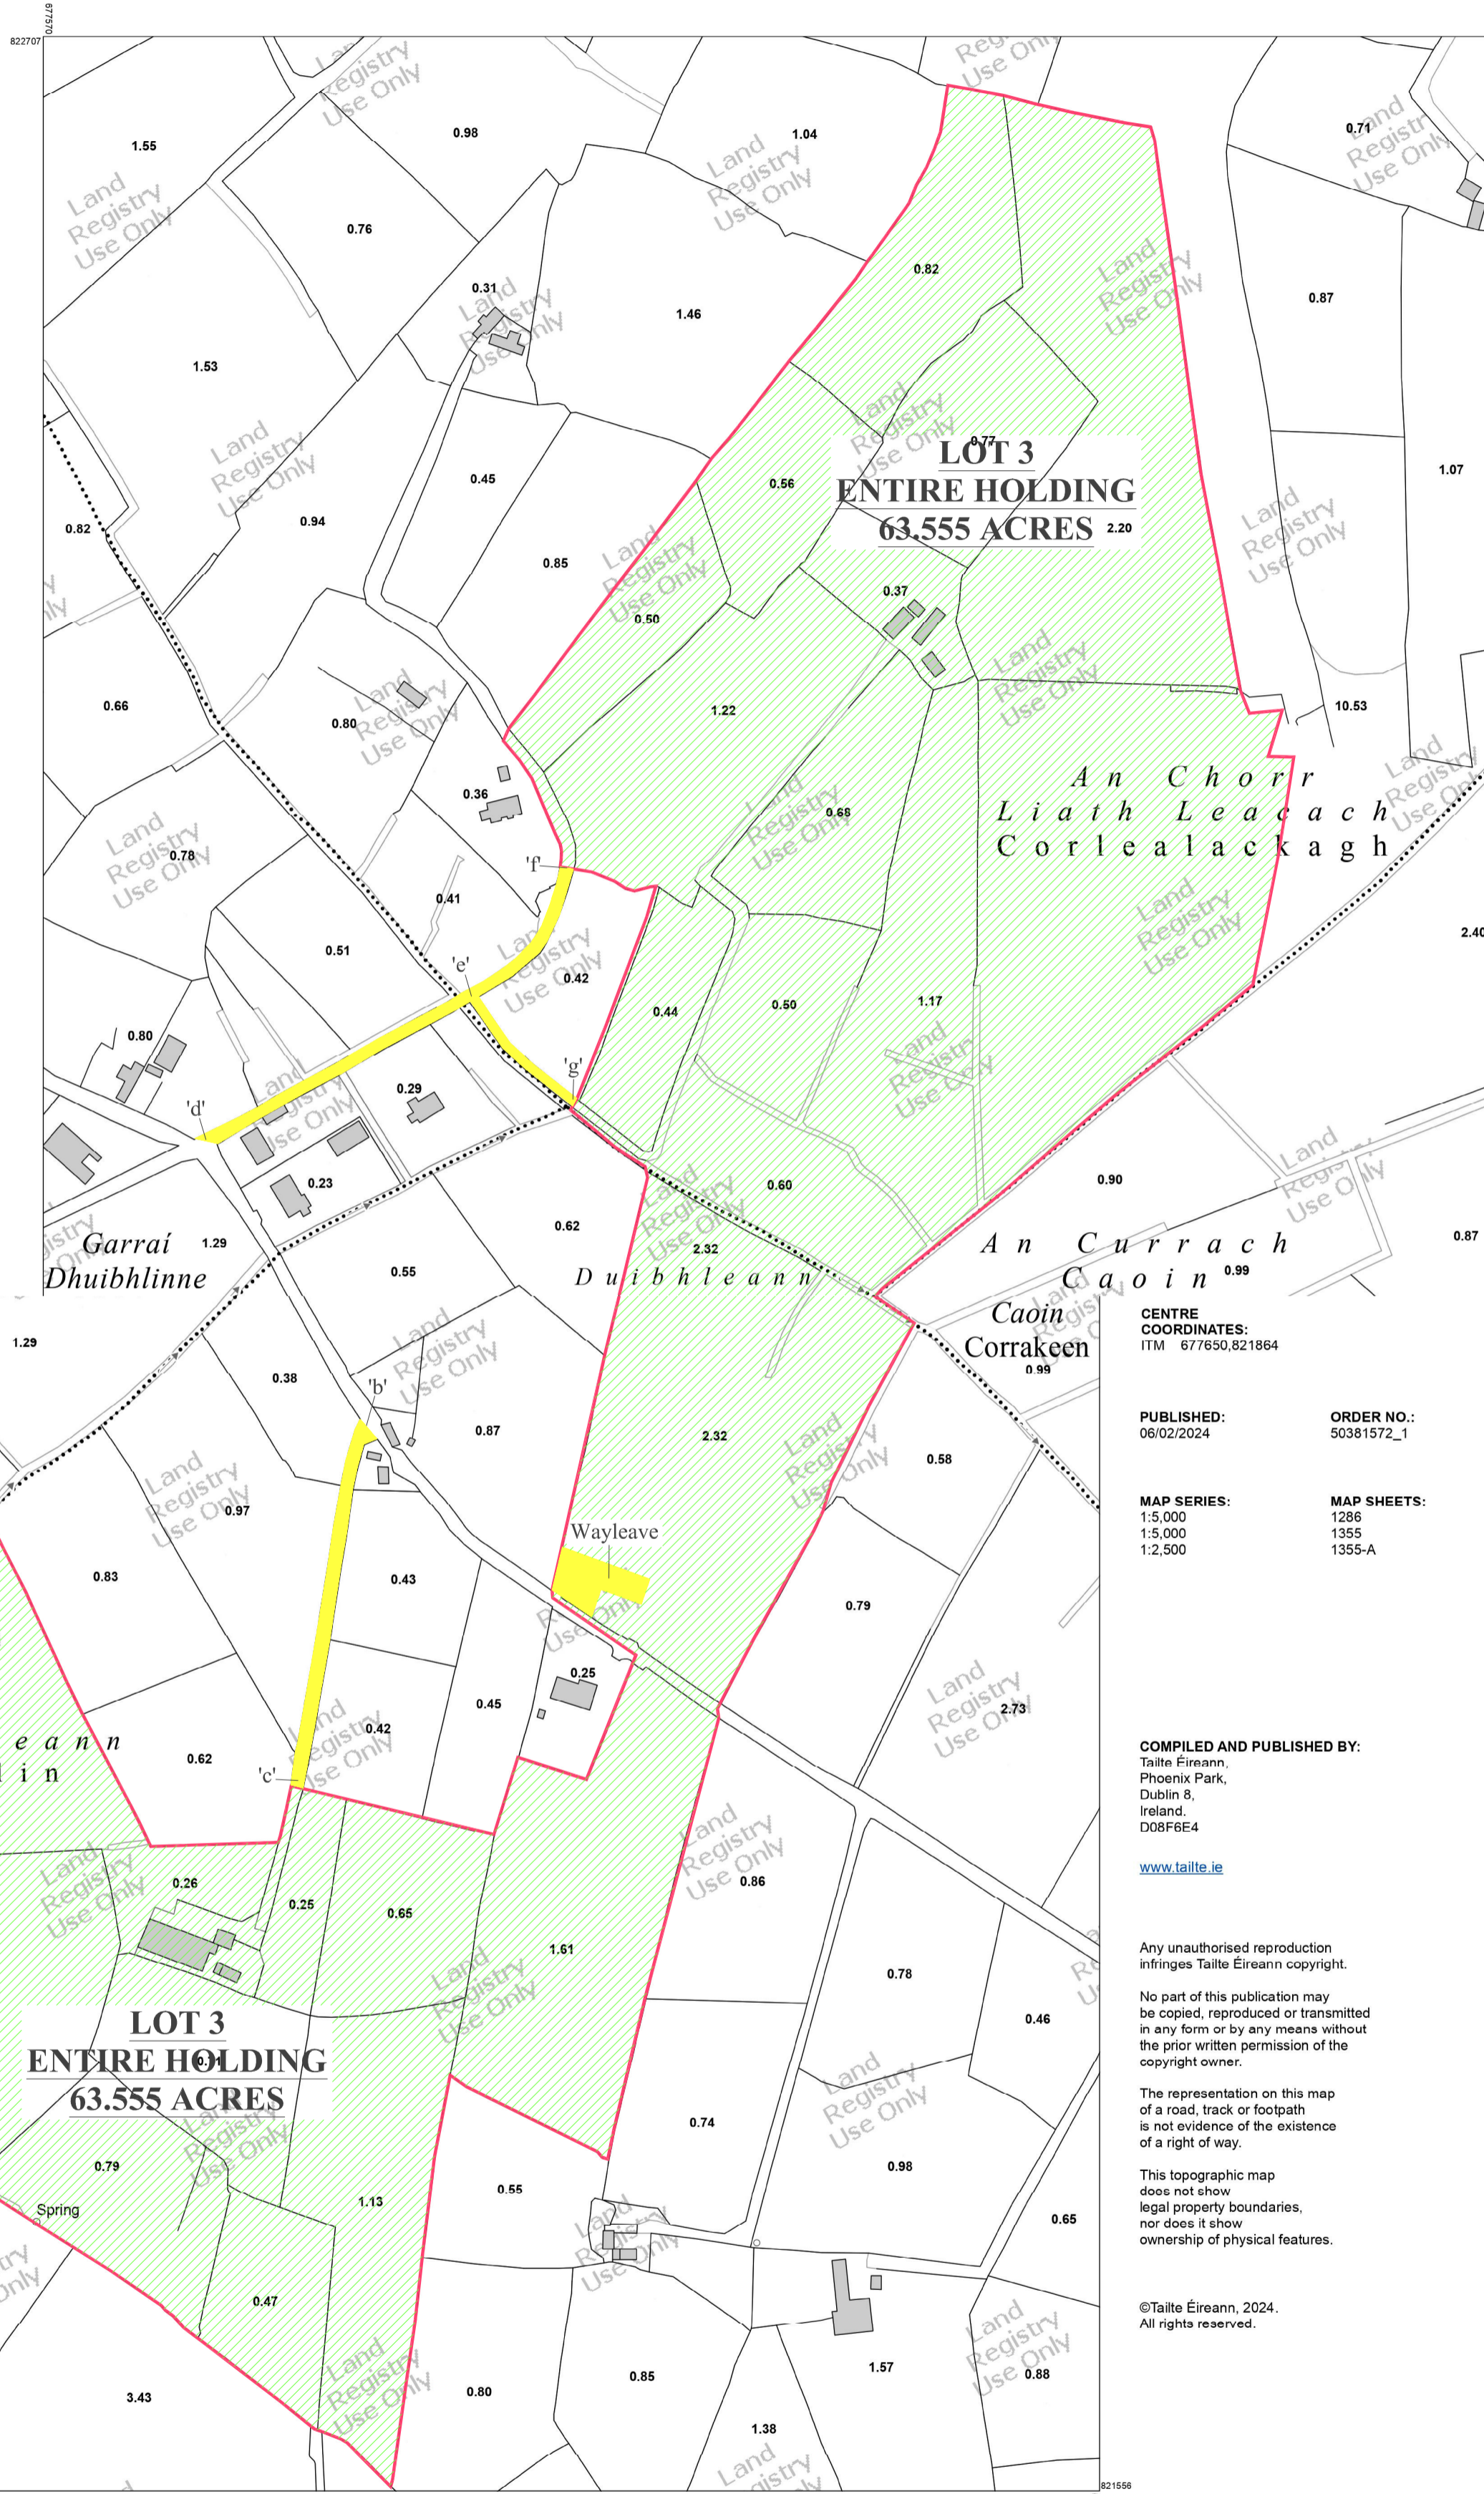 677570
822707
Land
Registry
Use Only
1.55
0.98
1.04
0.71
0.76
0.31
0.82
1.46
0.87
1.53
0.77
LOT 3
ENTIRE HOLDING
63.555 ACRES
2.20
1.07
0.45
0.56
0.82
0.94
0.85
0.37
0.50
0.66
0.80
1.22
10.53
0.36
0.68
An Chorr
Liath Leacach
Corlealackagh
0.78
'f'
0.41
0.51
'e'
0.42
2.40
0.44
0.50
1.17
0.80
'g'
0.29
'd'
0.23
0.60
0.90
Garraí
Dhuibhlinne
1.29
0.62
2.32
Duibhleann
An Currach
Caoin
0.99
0.87
0.55
1.29
Caoin
Corrakeen
0.99
0.38
'b'
0.87
2.32
0.58
0.97
Wayleave
0.83
0.43
0.79
0.25
0.45
2.73
0.42
eann
lin
0.62
'c'
0.26
0.25
0.65
0.86
1.61
0.78
0.46
LOT 3
ENTIRE HOLDING
63.555 ACRES
0.74
0.79
0.98
Spring
1.13
0.55
0.65
0.47
3.43
0.80
0.85
1.57
0.88
1.38
821556
CENTRE
COORDINATES:
ITM 677650,821864
PUBLISHED:
06/02/2024
ORDER NO.:
50381572_1
MAP SERIES:
1:5,000
1:5,000
1:2,500
MAP SHEETS:
1286
1355
1355-A
COMPILED AND PUBLISHED BY:
Tailte Éireann,
Phoenix Park,
Dublin 8,
Ireland.
D08F6E4
www.tailte.ie
Any unauthorised reproduction
infringes Tailte Éireann copyright.
No part of this publication may
be copied, reproduced or transmitted
in any form or by any means without
the prior written permission of the
copyright owner.
The representation on this map
of a road, track or footpath
is not evidence of the existence
of a right of way.
This topographic map
does not show
legal property boundaries,
nor does it show
ownership of physical features.
©Tailte Éireann, 2024.
All rights reserved.